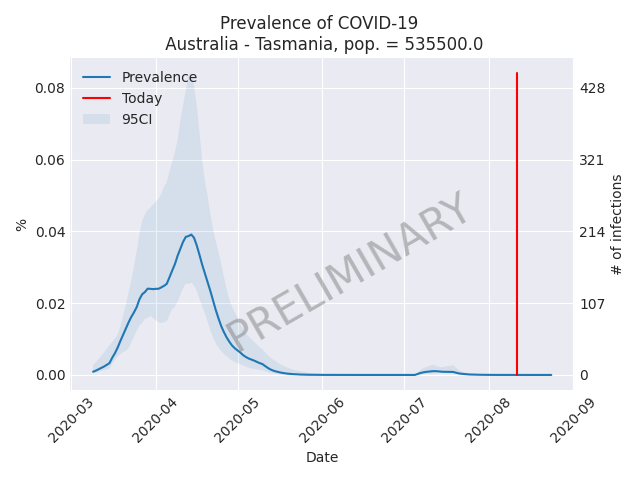 Prevalence of COVID-19
Australia - Tasmania, pop. = 535500.0
Prevalence
Today
95CI
0.08
0.06
0.04
0.02
0.00
%
428
321
214
107
0
# of infections
PRELIMINARY
2020-03
2020-04
2020-05
2020-06
2020-07
2020-08
2020-09
Date